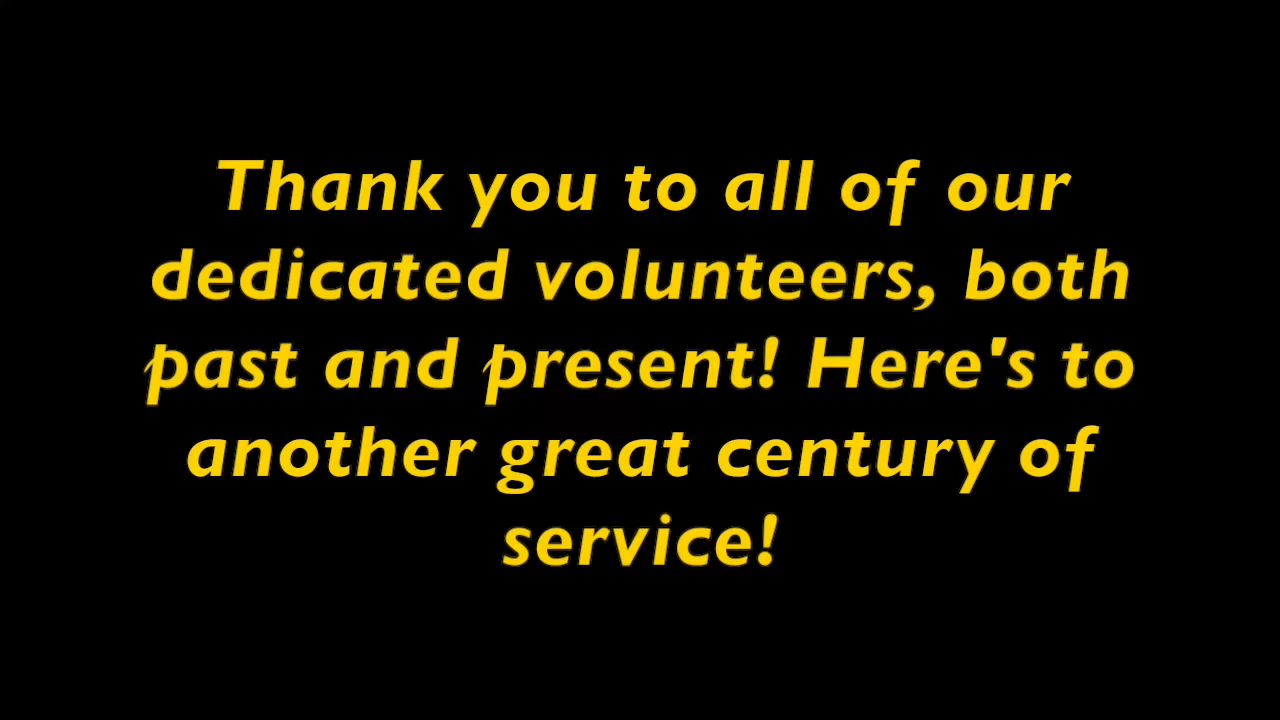 Thank you to all of our
dedicated volunteers, both
past and present! Here's to
another great century of
service!